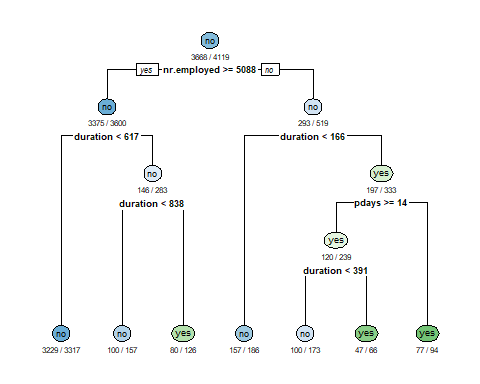 no
3668 / 4119
yes nr.employed >= 5088 no
no no
3375 / 3600 293 / 519
duration < 617 duration < 166
no yes
146 / 283 197 / 333
duration < 838 pdays >= 14
yes
120 / 239
duration < 391
no no yes no no yes yes
3229 / 3317 100 / 157 80 / 126 157 / 186 100 / 173 47 / 66 77 / 94